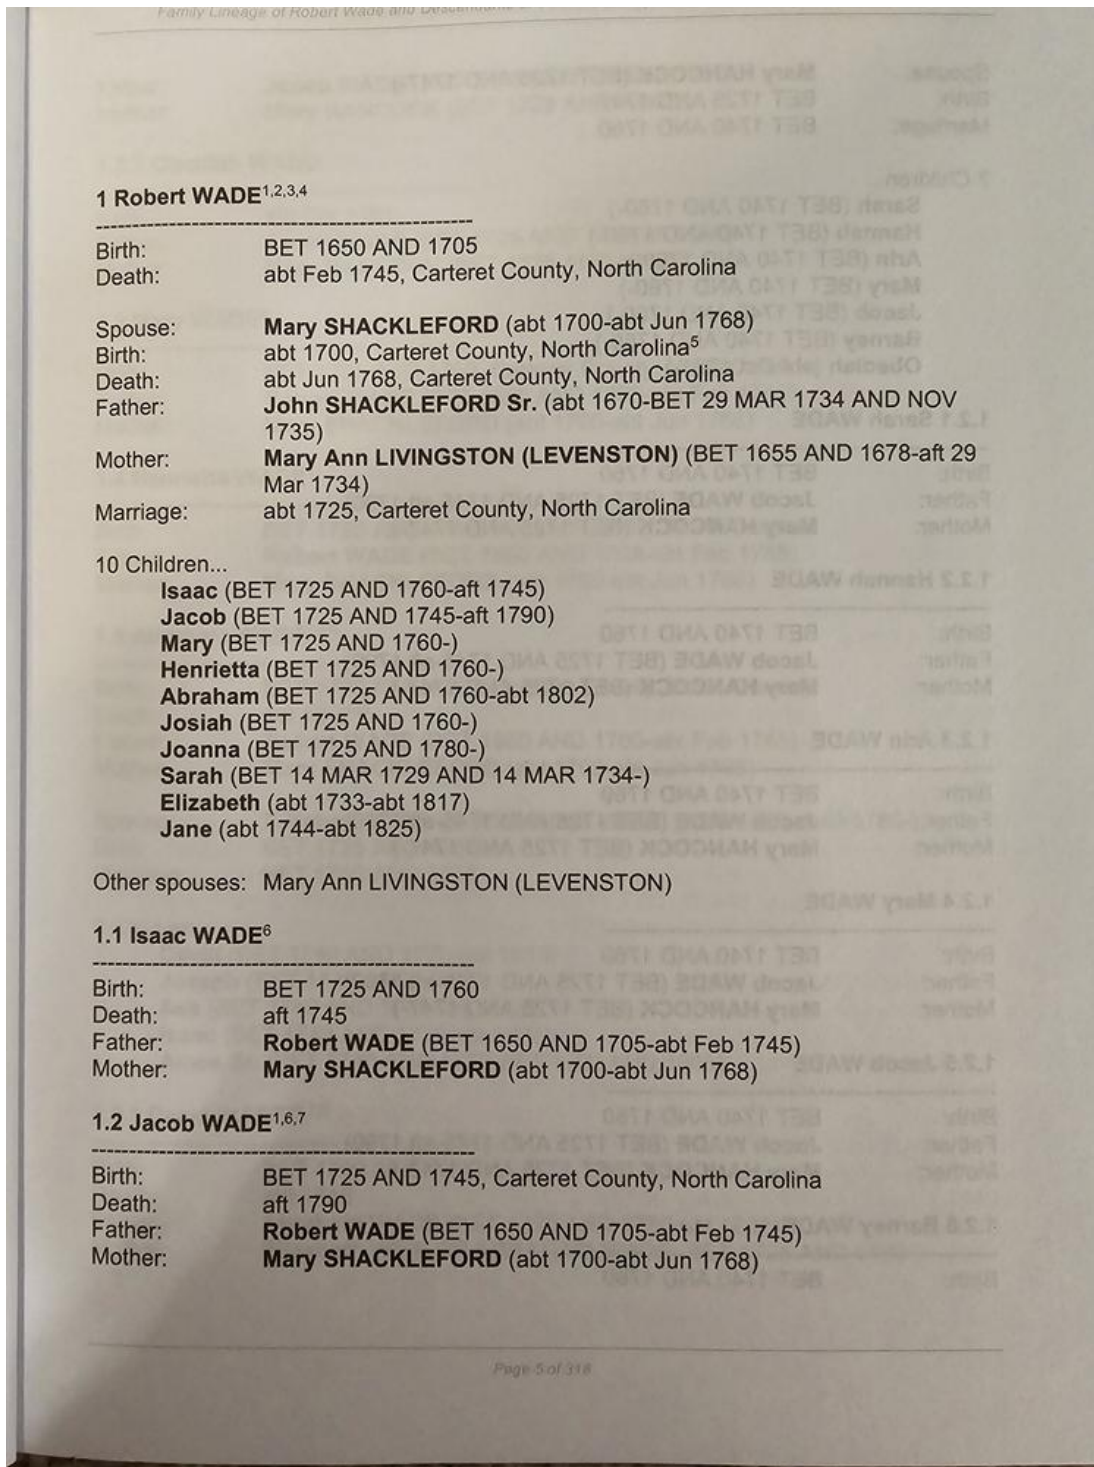 Family Lineage of Robert Wade and Descendants
1 Robert WADE1,2,3,4
------------------------------------------------------
Birth: BET 1650 AND 1705
Death: abt Feb 1745, Carteret County, North Carolina
Spouse: Mary SHACKLEFORD (abt 1700-abt Jun 1768)
Birth: abt 1700, Carteret County, North Carolina5
Death: abt Jun 1768, Carteret County, North Carolina
Father: John SHACKLEFORD Sr. (abt 1670-BET 29 MAR 1734 AND NOV
1735)
Mother: Mary Ann LIVINGSTON (LEVENSTON) (BET 1655 AND 1678-aft 29
Mar 1734)
Marriage: abt 1725, Carteret County, North Carolina
10 Children...
Isaac (BET 1725 AND 1760-aft 1745)
Jacob (BET 1725 AND 1745-aft 1790)
Mary (BET 1725 AND 1760-)
Henrietta (BET 1725 AND 1760-)
Abraham (BET 1725 AND 1760-abt 1802)
Josiah (BET 1725 AND 1760-)
Joanna (BET 1725 AND 1780-)
Sarah (BET 14 MAR 1729 AND 14 MAR 1734-)
Elizabeth (abt 1733-abt 1817)
Jane (abt 1744-abt 1825)
Other spouses: Mary Ann LIVINGSTON (LEVENSTON)
1.1 Isaac WADE6
------------------------------------------------------
Birth: BET 1725 AND 1760
Death: aft 1745
Father: Robert WADE (BET 1650 AND 1705-abt Feb 1745)
Mother: Mary SHACKLEFORD (abt 1700-abt Jun 1768)
1.2 Jacob WADE1,6,7
------------------------------------------------------
Birth: BET 1725 AND 1745, Carteret County, North Carolina
Death: aft 1790
Father: Robert WADE (BET 1650 AND 1705-abt Feb 1745)
Mother: Mary SHACKLEFORD (abt 1700-abt Jun 1768)
Page 5 of 318